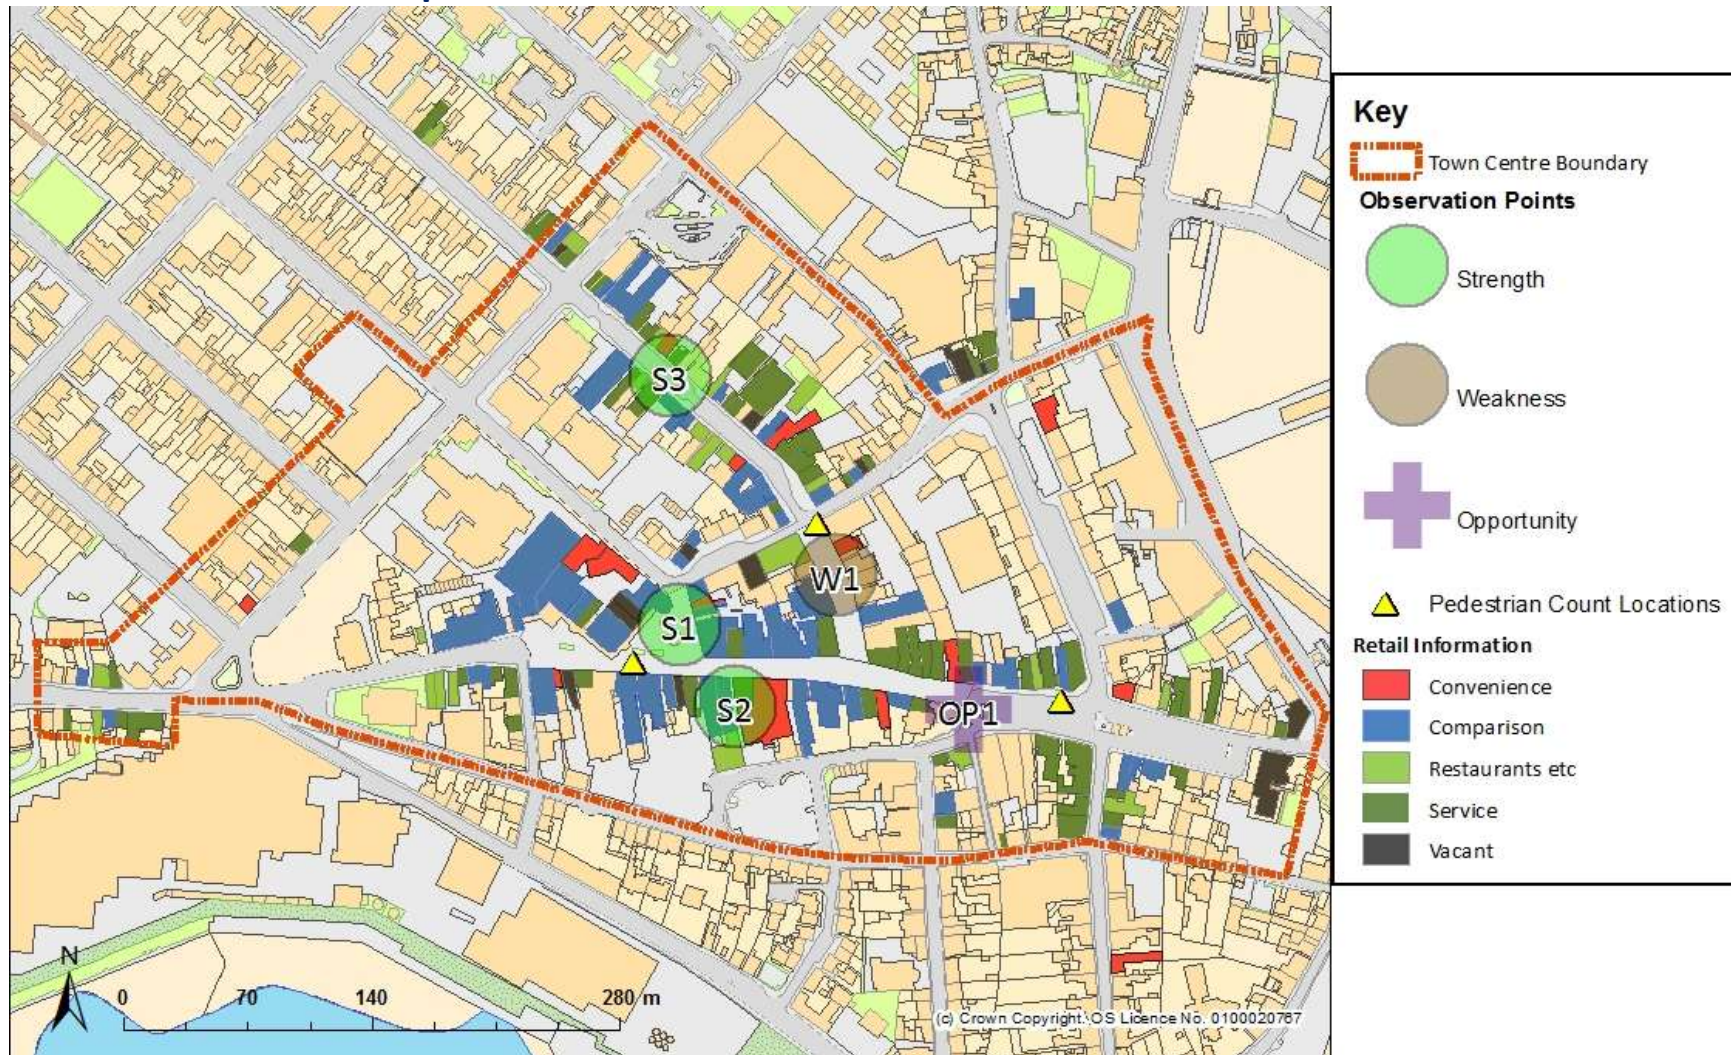 S3
W1
S1
S2
OP1
N
0 70 140 280 m
(c) Crown Copyright. OS Licence No. 0100020767
Key
Town Centre Boundary
Observation Points
Strength
Weakness
Opportunity
Pedestrian Count Locations
Retail Information
Convenience
Comparison
Restaurants etc
Service
Vacant